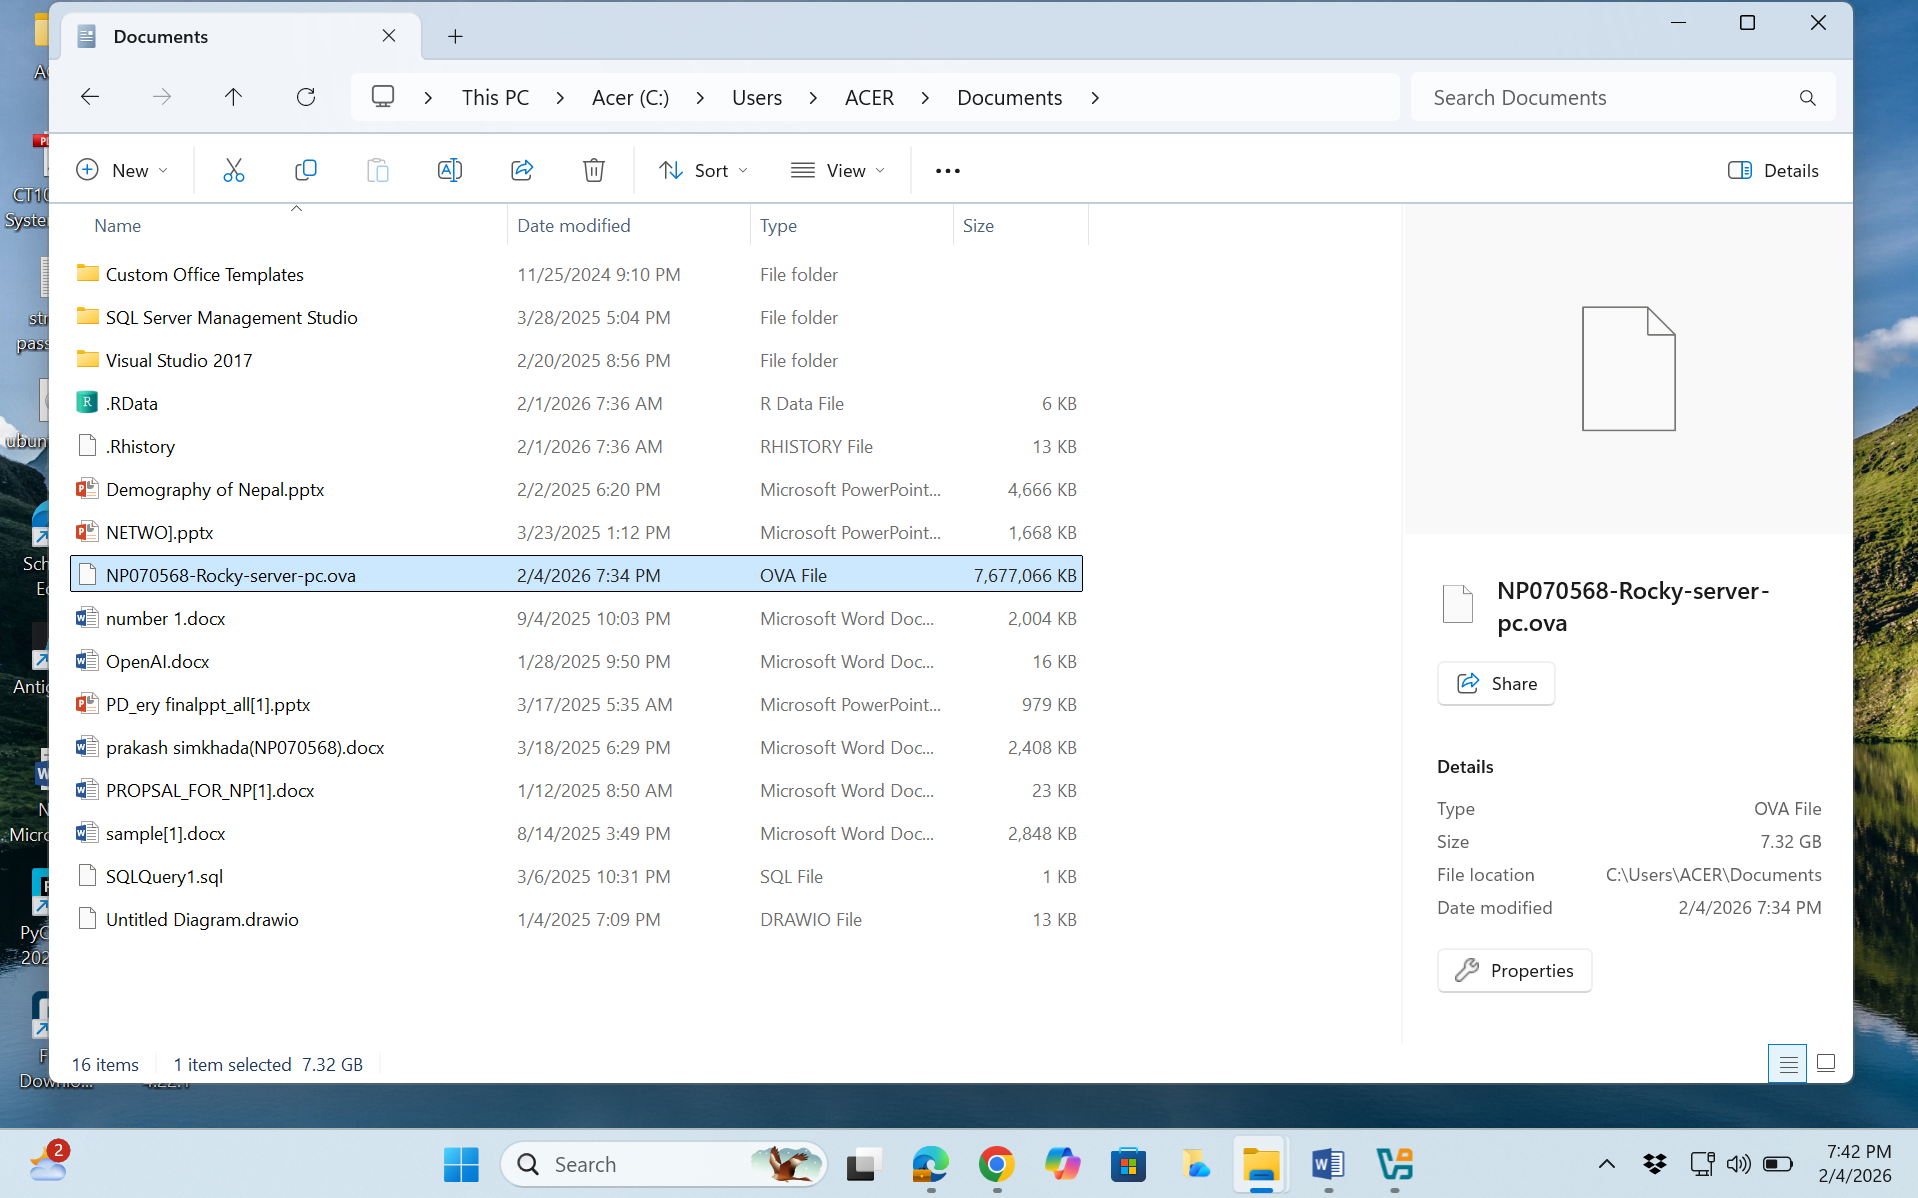 Documents
This PC
Acer (C:)
Users
ACER
Documents
Search Documents
New
Sort
View
Details
Name
Date modified
Type
Size
Custom Office Templates 11/25/2024 9:10 PM File folder
SQL Server Management Studio 3/28/2025 5:04 PM File folder
Visual Studio 2017 2/20/2025 8:56 PM File folder
.RData 2/1/2026 7:36 AM R Data File 6 KB
.Rhistory 2/1/2026 7:36 AM RHISTORY File 13 KB
Demography of Nepal.pptx 2/2/2025 6:20 PM Microsoft PowerPoint... 4,666 KB
NETWO].pptx 3/23/2025 1:12 PM Microsoft PowerPoint... 1,668 KB
NP070568-Rocky-server-pc.ova 2/4/2026 7:34 PM OVA File 7,677,066 KB
number 1.docx 9/4/2025 10:03 PM Microsoft Word Doc... 2,004 KB
OpenAI.docx 1/28/2025 9:50 PM Microsoft Word Doc... 16 KB
PD_ery finalppt_all[1].pptx 3/17/2025 5:35 AM Microsoft PowerPoint... 979 KB
prakash simkhada(NP070568).docx 3/18/2025 6:29 PM Microsoft Word Doc... 2,408 KB
PROPSAL_FOR_NP[1].docx 1/12/2025 8:50 AM Microsoft Word Doc... 23 KB
sample[1].docx 8/14/2025 3:49 PM Microsoft Word Doc... 2,848 KB
SQLQuery1.sql 3/6/2025 10:31 PM SQL File 1 KB
Untitled Diagram.drawio 1/4/2025 7:09 PM DRAWIO File 13 KB
NP070568-Rocky-server-
pc.ova
Share
Details
Type OVA File
Size 7.32 GB
File location C:\Users\ACER\Documents
Date modified 2/4/2026 7:34 PM
Properties
16 items
1 item selected 7.32 GB
2
Search
7:42 PM
2/4/2026